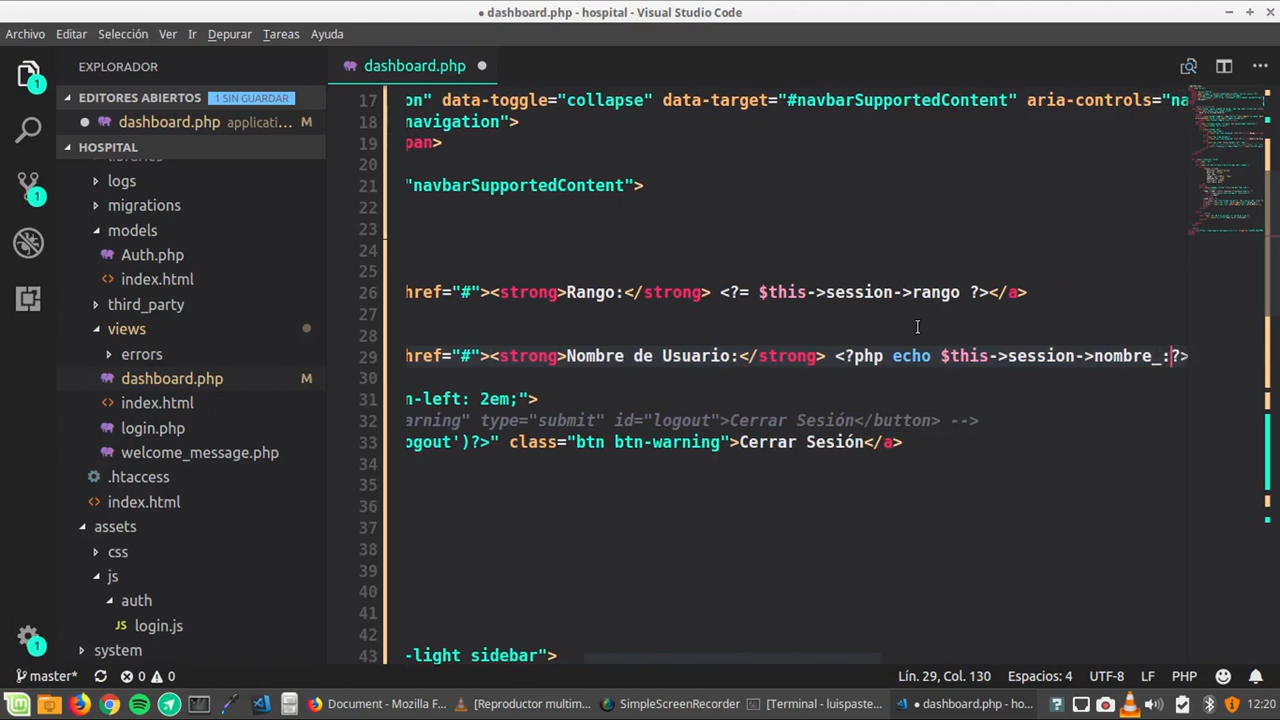 ● dashboard.php - hospital - Visual Studio Code
Archivo Editar Selección Ver Ir Depurar Tareas Ayuda
EXPLORADOR
EDITORES ABIERTOS 1 SIN GUARDAR
dashboard.php applicati... M
HOSPITAL
libraries
logs
migrations
models
Auth.php
index.html
third_party
views
errors
dashboard.php M
index.html
login.php
welcome_message.php
.htaccess
index.html
assets
css
js
auth
login.js
system
1
1
1
dashboard.php
17 on" data-toggle="collapse" data-target="#navbarSupportedContent" aria-controls="na
18 navigation">
19 pan>
20
21 "navbarSupportedContent">
22
23
24
25
26 href="#"><strong>Rango:</strong> <?= $this->session->rango ?></a>
27
28
29 href="#"><strong>Nombre de Usuario:</strong> <?php echo $this->session->nombre_:?>
30
31 n-left: 2em;">
32 arning" type="submit" id="logout">Cerrar Sesión</button> -->
33 ogout')?>" class="btn btn-warning">Cerrar Sesión</a>
34
35
36
37
38
39
40
41
42
43 -light sidebar">
master* 0 0 Lín. 29, Col. 130 Espacios: 4 UTF-8 LF PHP
Document - Mozilla F... [Reproductor multim... SimpleScreenRecorder [Terminal - luispaste... ● dashboard.php - ho... 12:20